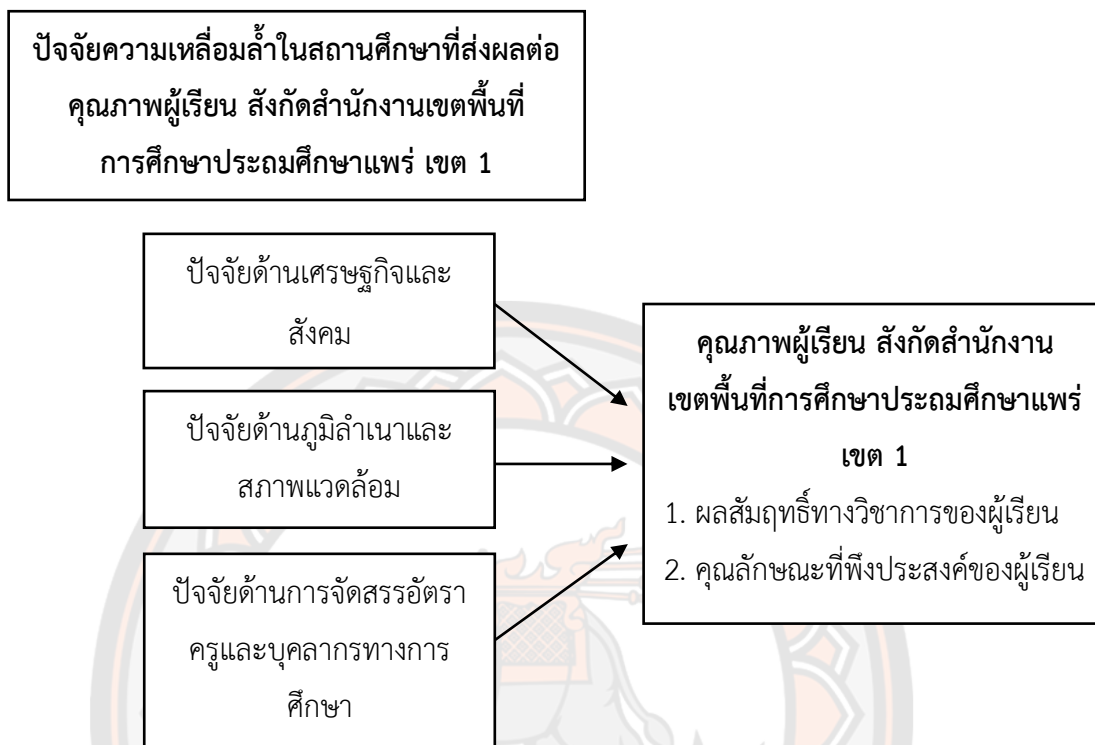 ปัจจัยความเหลื่อมล้ำในสถานศึกษาที่ส่งผลต่อ
คุณภาพผู้เรียน สังกัดสำนักงานเขตพื้นที่
การศึกษาประถมศึกษาแพร่ เขต 1
ปัจจัยด้านเศรษฐกิจและ
สังคม
ปัจจัยด้านภูมิลำเนาและ
สภาพแวดล้อม
ปัจจัยด้านการจัดสรรอัตรา
ครูและบุคลากรทางการ
ศึกษา
คุณภาพผู้เรียน สังกัดสำนักงาน
เขตพื้นที่การศึกษาประถมศึกษาแพร่
เขต 1
1. ผลสัมฤทธิ์ทางวิชาการของผู้เรียน
2. คุณลักษณะที่พึงประสงค์ของผู้เรียน